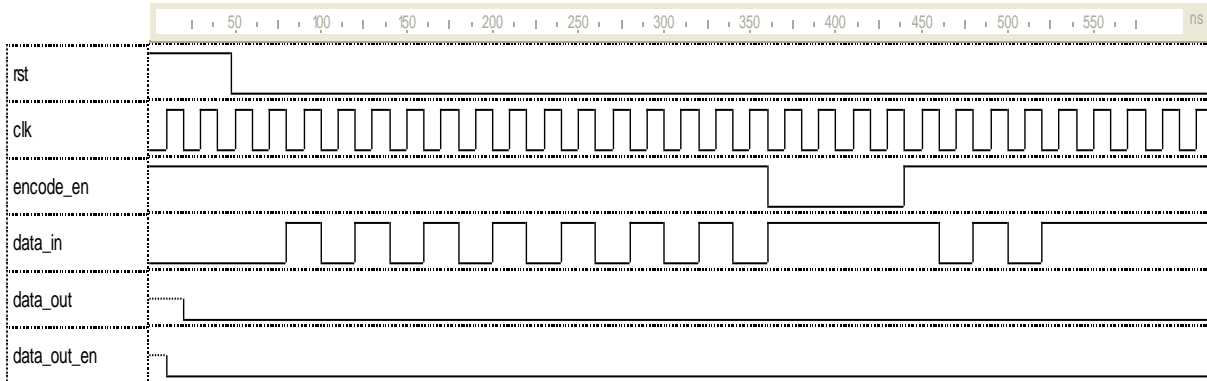 50 100 150 200 250 300 350 400 450 500 550 ns
rst
clk
encode_en
data_in
data_out
data_out_en